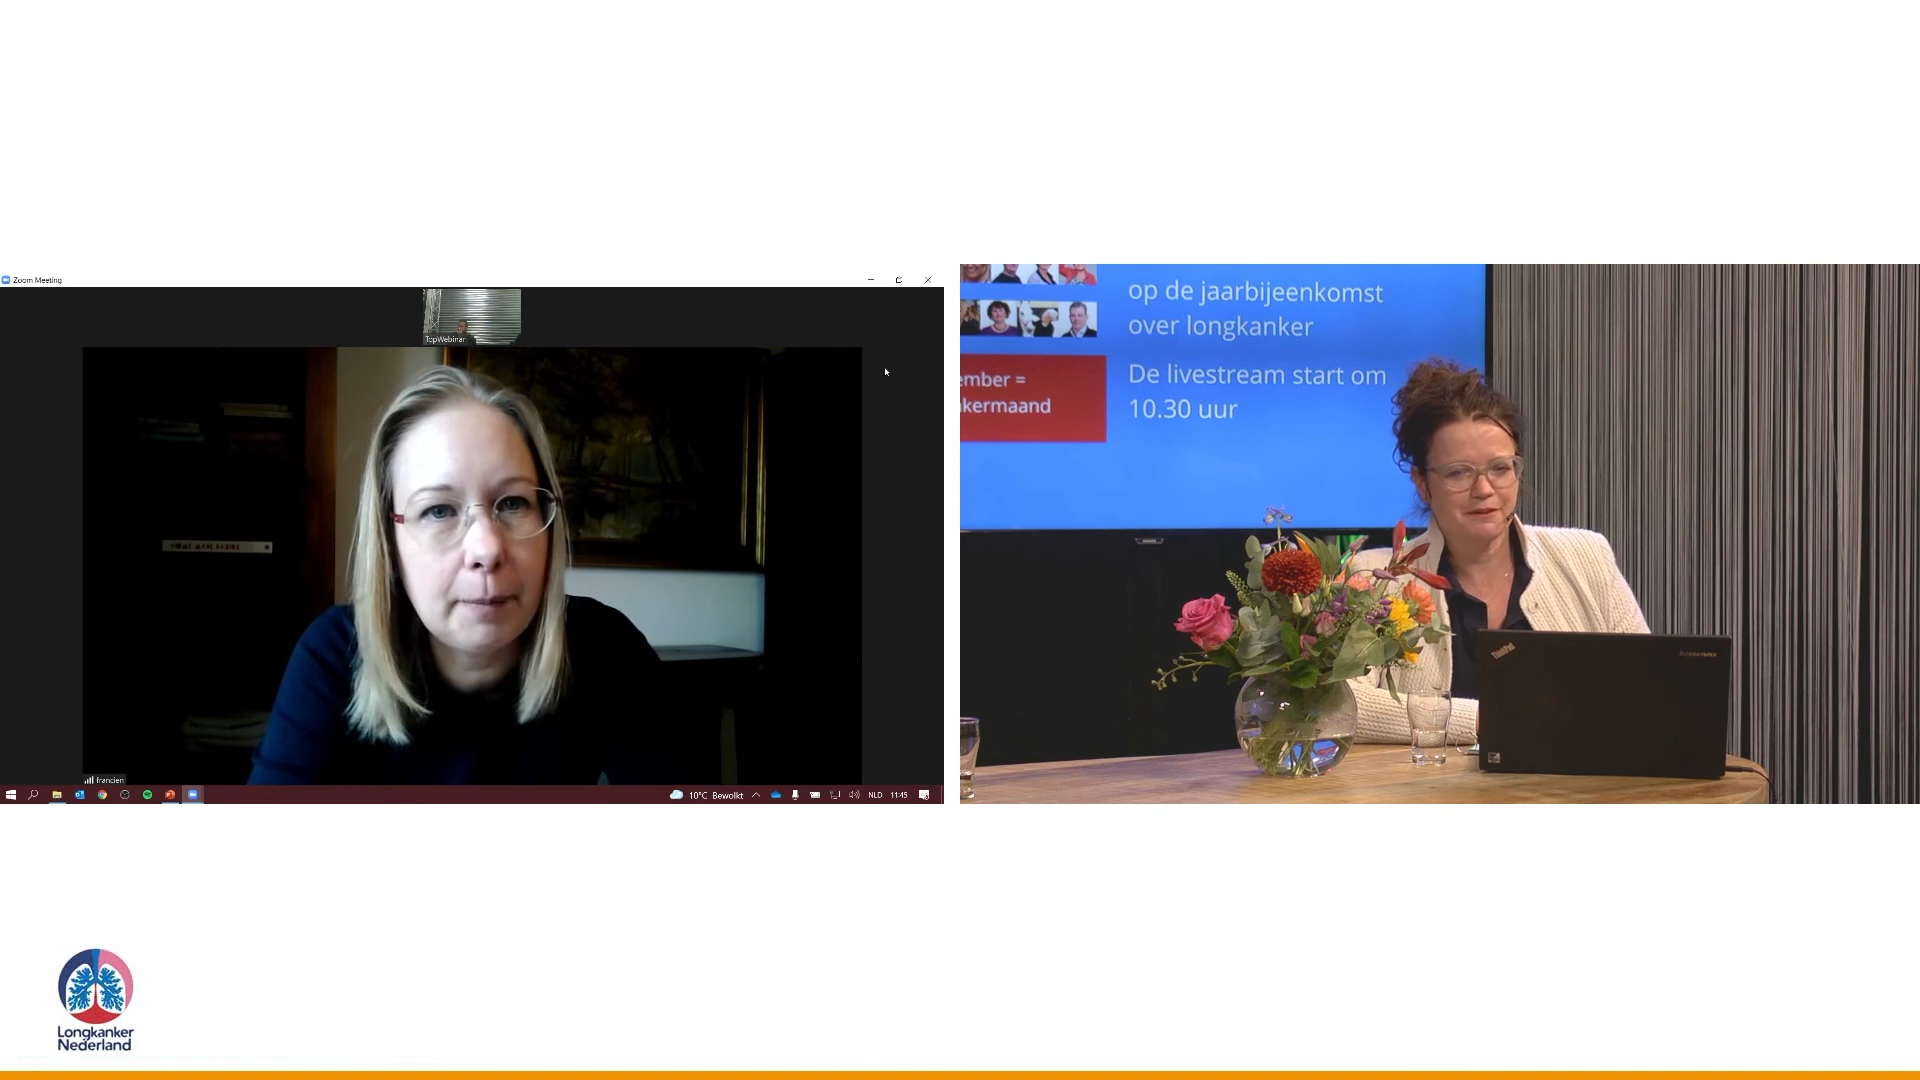 Zoom Meeting
TopWebinar
francien
10°C Bewolkt
NLD
11:45
op de jaarbijeenkomst
over longkanker
De livestream start om
10.30 uur
ember =
kermaand
ThinkPad
Longkanker
Nederland